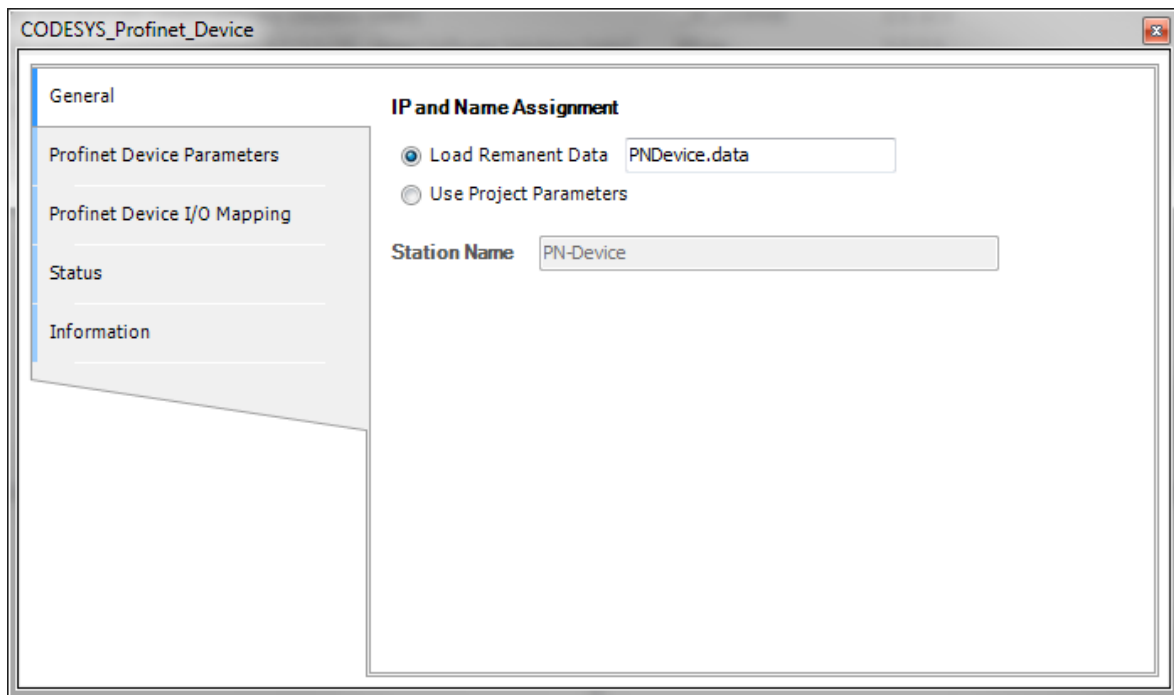 CODESYS_Profinet_Device
General
Profinet Device Parameters
Profinet Device I/O Mapping
Status
Information
IP and Name Assignment
Load Remanent Data PNDevice.data
Use Project Parameters
Station Name PN-Device